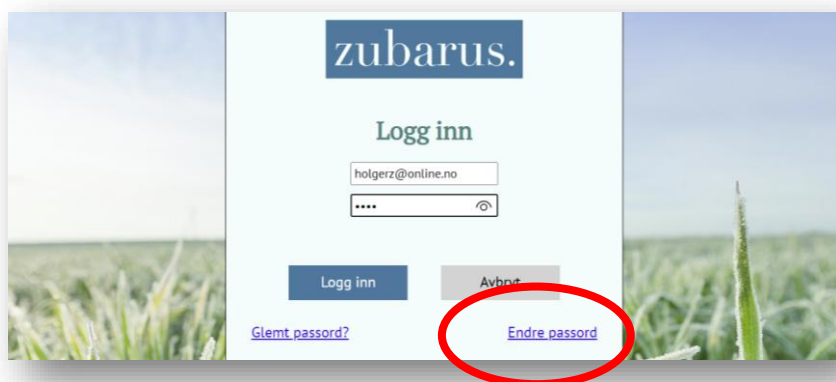 zubarus.
Logg inn
holgerz@online.no
••••
Logg inn Avbryt
Glemt passord? Endre passord